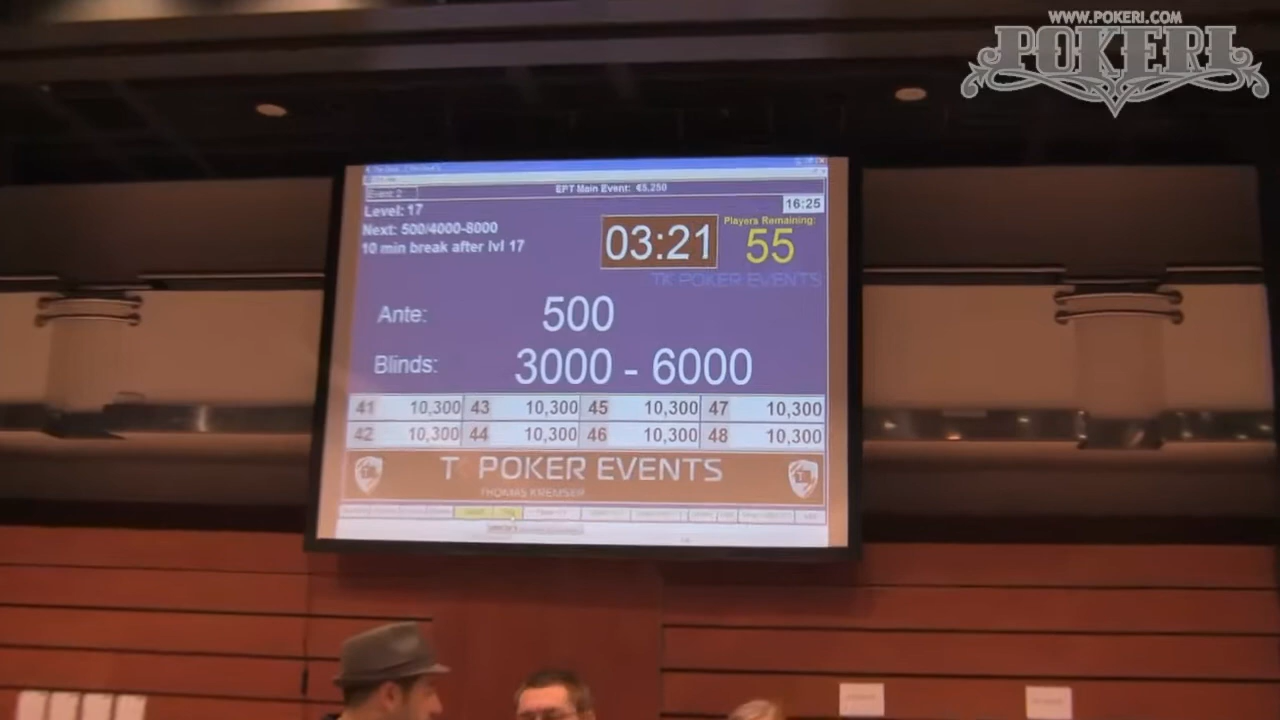 WWW.POKERI.COM
POKERI
Event 2
EPT Main Event: €5,250
Level: 17
16:25
Next: 500/4000-8000
10 min break after lvl 17
03:21
Players Remaining:
55
TK POKER EVENTS
Ante: 500
Blinds: 3000 - 6000
41 10,300 43 10,300 45 10,300 47 10,300
42 10,300 44 10,300 46 10,300 48 10,300
TK POKER EVENTS
THOMAS KREMSER